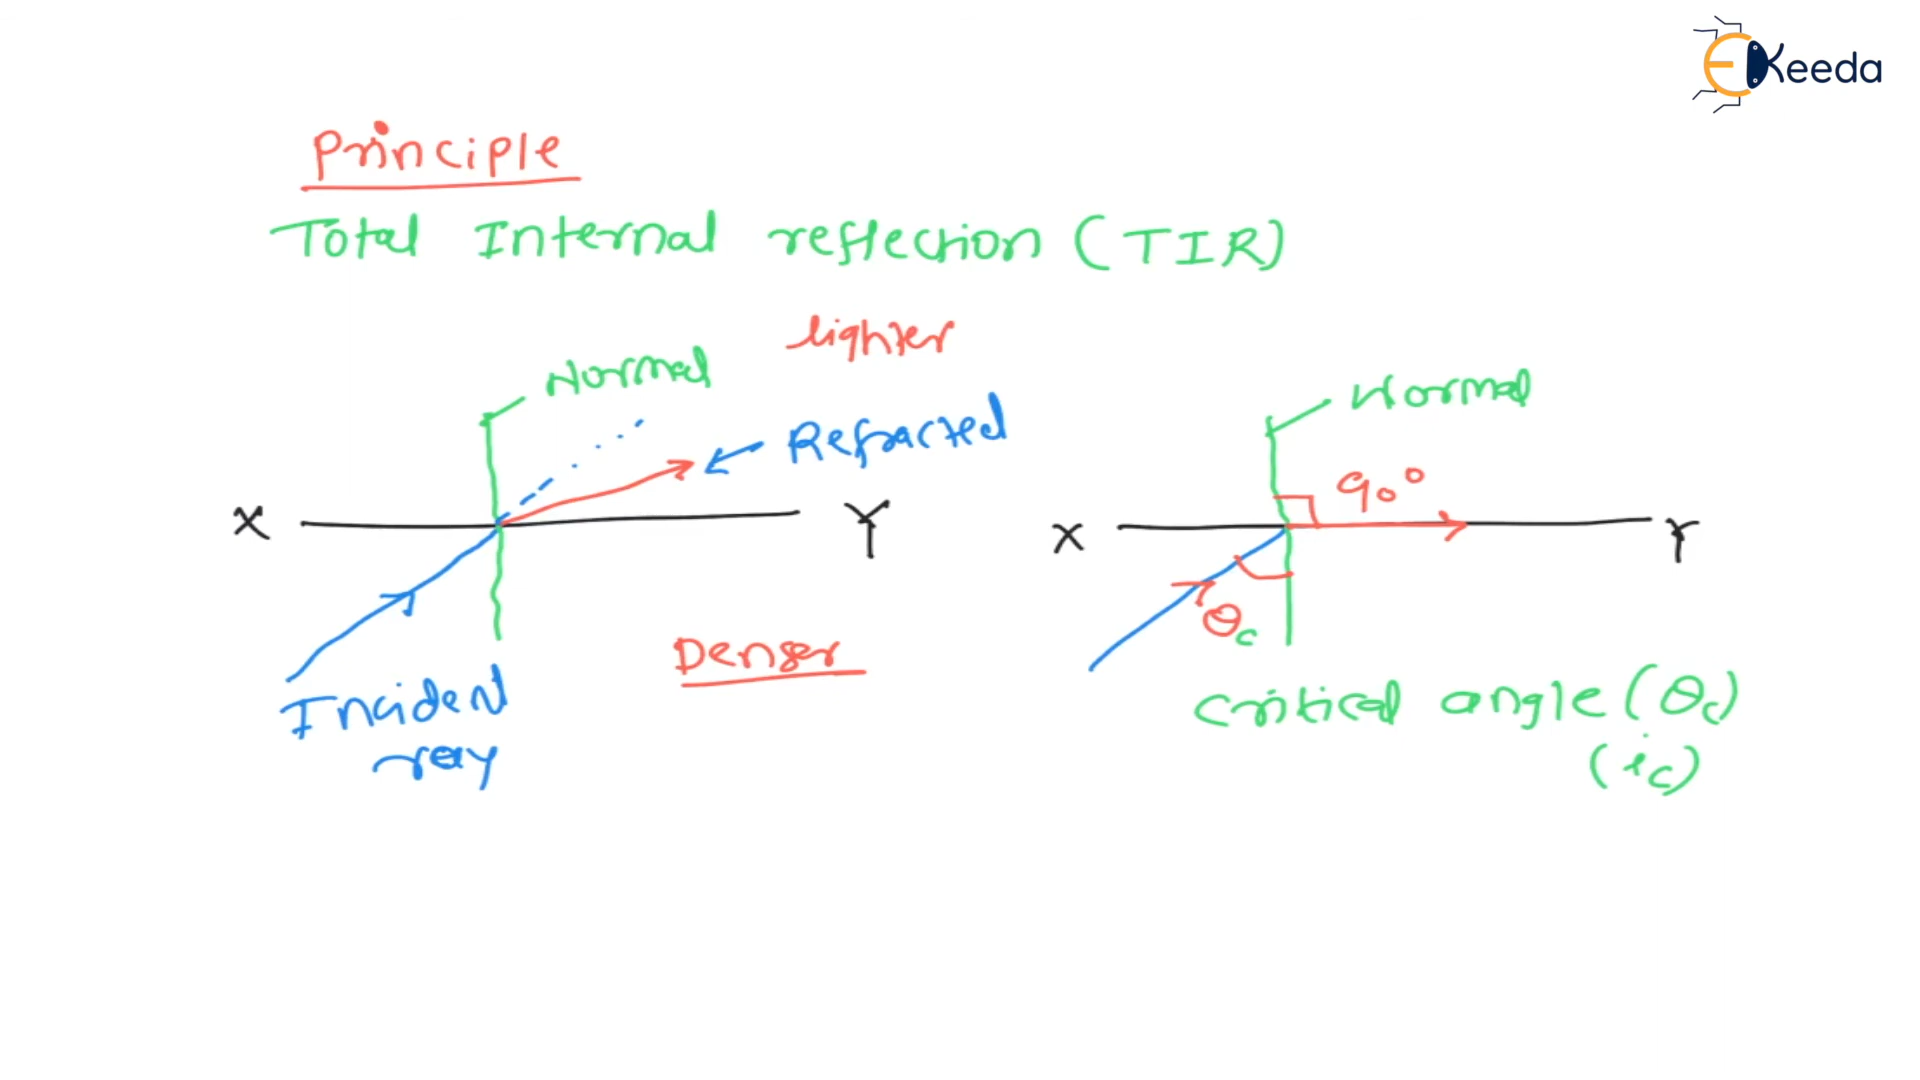 EKeeda
Principle
Total Internal reflection (TIR)
lighter
Normal
Refracted
X
Y
Incident
ray
Denser
Normal
90°
X
Y
θc
Critical angle (θc)
(ic)